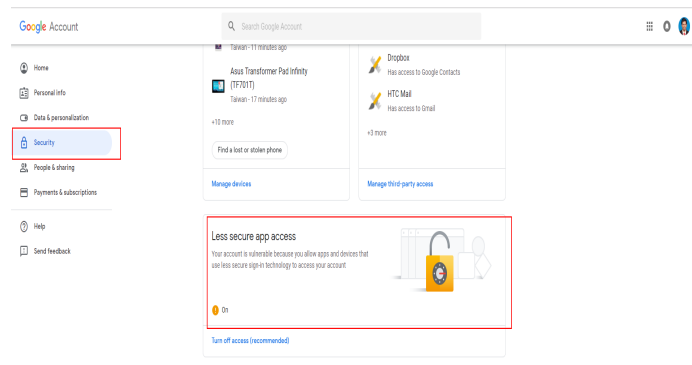 Google Account
Search Google Account
Home
Personal info
Data & personalization
Security
People & sharing
Payments & subscriptions
Help
Send feedback
Taiwan - 11 minutes ago
Asus Transformer Pad Infinity
(TF701T)
Taiwan - 17 minutes ago
+10 more
Find a lost or stolen phone
Manage devices
Dropbox
Has access to Google Contacts
HTC Mail
Has access to Gmail
+3 more
Manage third-party access
Less secure app access
Your account is vulnerable because you allow apps and devices that
use less secure sign-in technology to access your account.
On
Turn off access (recommended)